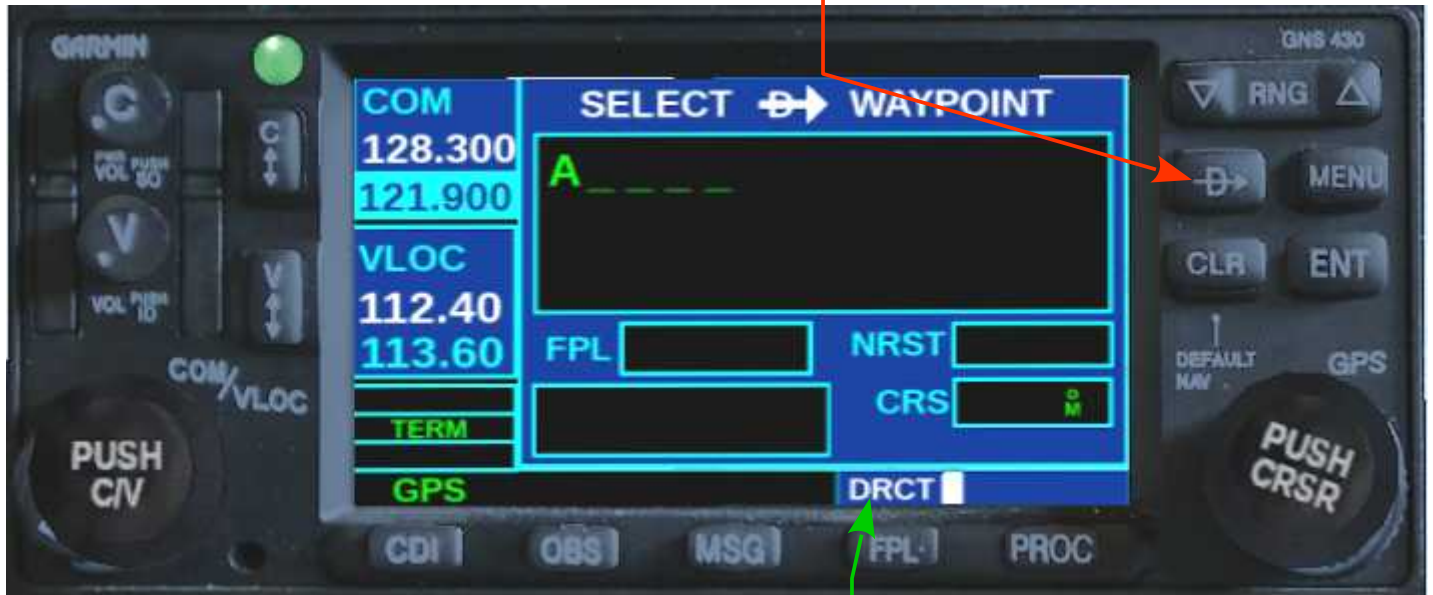 GARMIN
GNS 430
C
PWR
VOL PUSH
SQ
C
COM
128.300
121.900
SELECT D WAYPOINT
A_ _ _ _
RNG
D
MENU
V
VOL PUSH
ID
V
VLOC
112.40
113.60
FPL
NRST
CRS
°M
CLR
ENT
DEFAULT
NAV
GPS
COM/VLOC
PUSH
C/V
TERM
GPS
DRCT
PUSH
CRSR
CDI
OBS
MSG
FPL
PROC